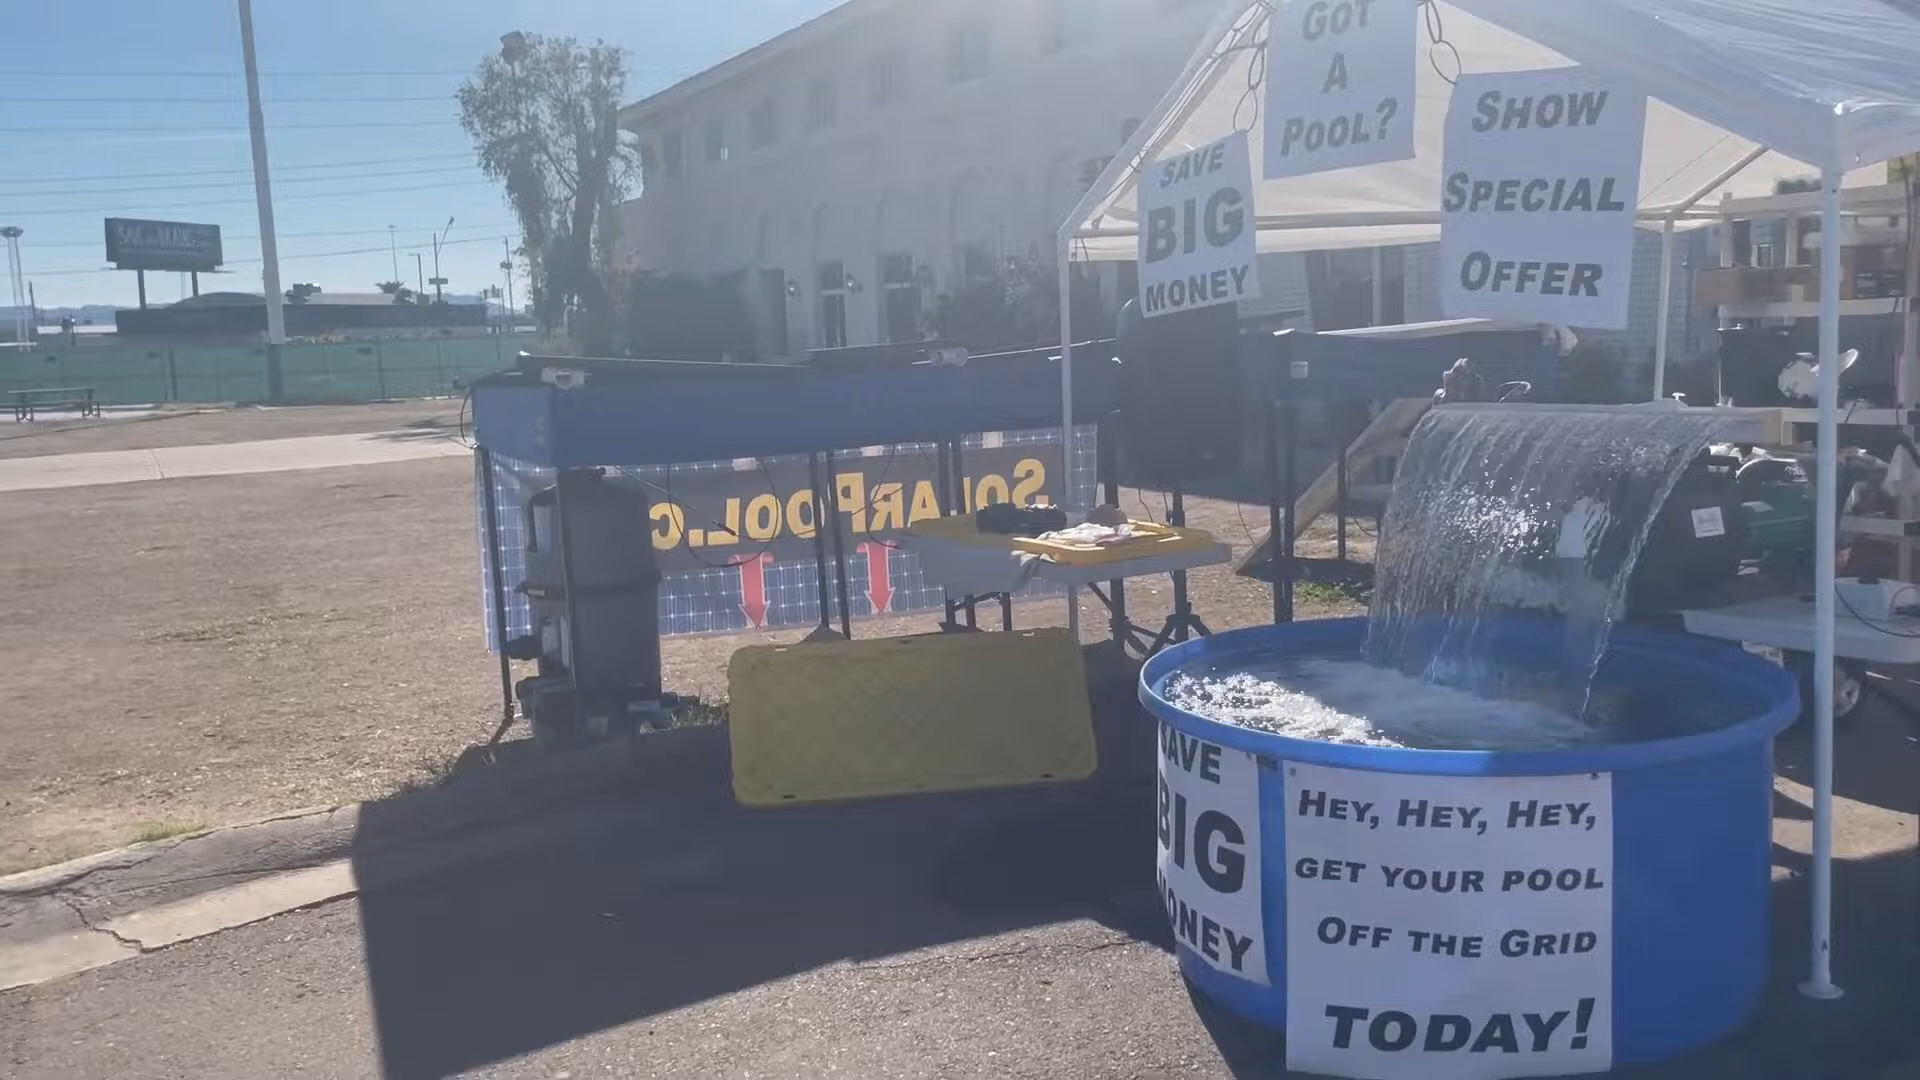 GOT
A
POOL?
SHOW
SPECIAL
OFFER
SAVE
BIG
MONEY
SOLARPOOL.C
SAVE
BIG
MONEY
HEY, HEY, HEY,
GET YOUR POOL
OFF THE GRID
TODAY!